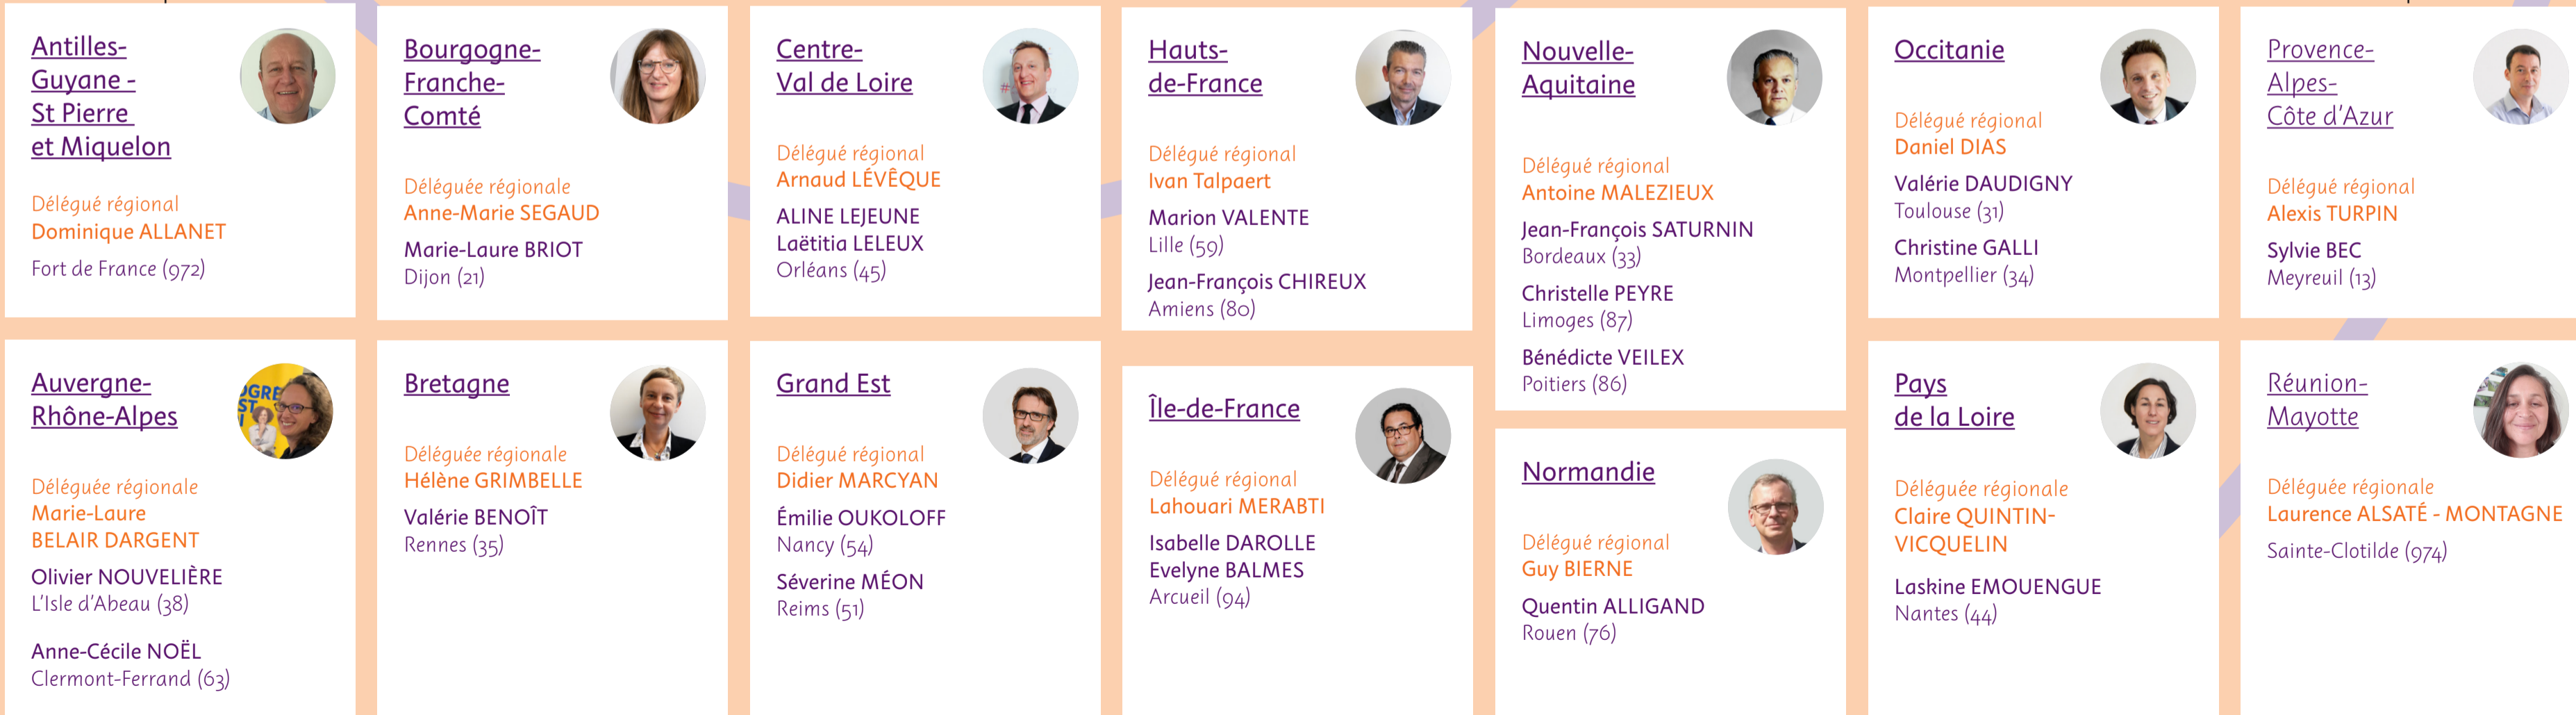 Antilles-
Guyane -
St Pierre
et Miquelon
Délégué régional
Dominique ALLANET
Fort de France (972)
Bourgogne-
Franche-
Comté
Déléguée régionale
Anne-Marie SEGAUD
Marie-Laure BRIOT
Dijon (21)
Centre-
Val de Loire
Délégué régional
Arnaud LÉVÊQUE
ALINE LEJEUNE
Laëtitia LELEUX
Orléans (45)
Hauts-
de-France
Délégué régional
Ivan Talpaert
Marion VALENTE
Lille (59)
Jean-François CHIREUX
Amiens (80)
Nouvelle-
Aquitaine
Délégué régional
Antoine MALEZIEUX
Jean-François SATURNIN
Bordeaux (33)
Christelle PEYRE
Limoges (87)
Bénédicte VEILEX
Poitiers (86)
Occitanie
Délégué régional
Daniel DIAS
Valérie DAUDIGNY
Toulouse (31)
Christine GALLI
Montpellier (34)
Provence-
Alpes-
Côte d'Azur
Délégué régional
Alexis TURPIN
Sylvie BEC
Meyreuil (13)
Auvergne-
Rhône-Alpes
Déléguée régionale
Marie-Laure
BELAIR DARGENT
Olivier NOUVELIÈRE
L'Isle d'Abeau (38)
Anne-Cécile NOËL
Clermont-Ferrand (63)
Bretagne
Déléguée régionale
Hélène GRIMBELLE
Valérie BENOÎT
Rennes (35)
Grand Est
Délégué régional
Didier MARCYAN
Émilie OUKOLOFF
Nancy (54)
Séverine MÉON
Reims (51)
Île-de-France
Délégué régional
Lahouari MERABTI
Isabelle DAROLLE
Evelyne BALMES
Arcueil (94)
Normandie
Délégué régional
Guy BIERNE
Quentin ALLIGAND
Rouen (76)
Pays
de la Loire
Déléguée régionale
Claire QUINTIN-
VICQUELIN
Laskine EMOUENGUE
Nantes (44)
Réunion-
Mayotte
Déléguée régionale
Laurence ALSATÉ - MONTAGNE
Sainte-Clotilde (974)